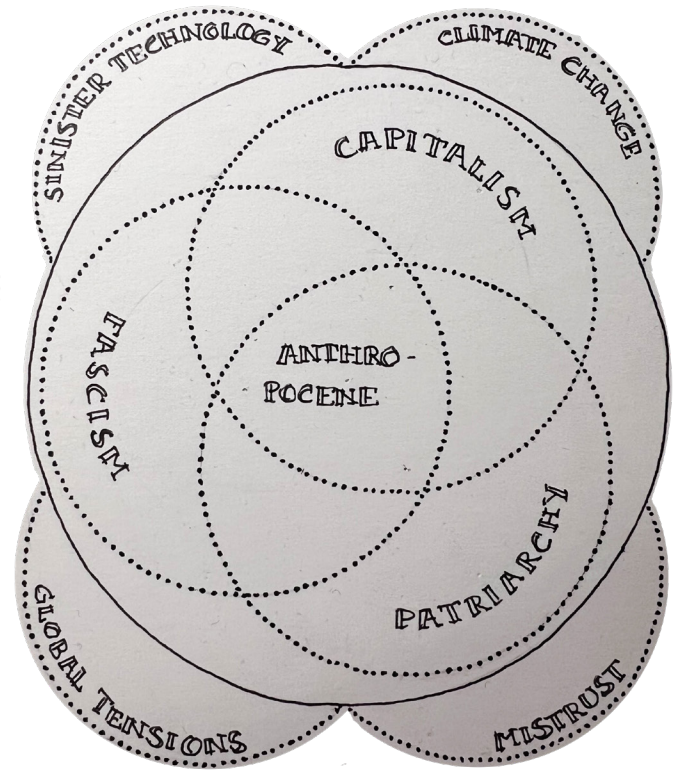 SINISTER TECHNOLOGY
CLIMATE CHANGE
CAPITALISM
FASCISM
ANTHRO-
POCENE
PATRIARCHY
GLOBAL TENSIONS
MISTRUST